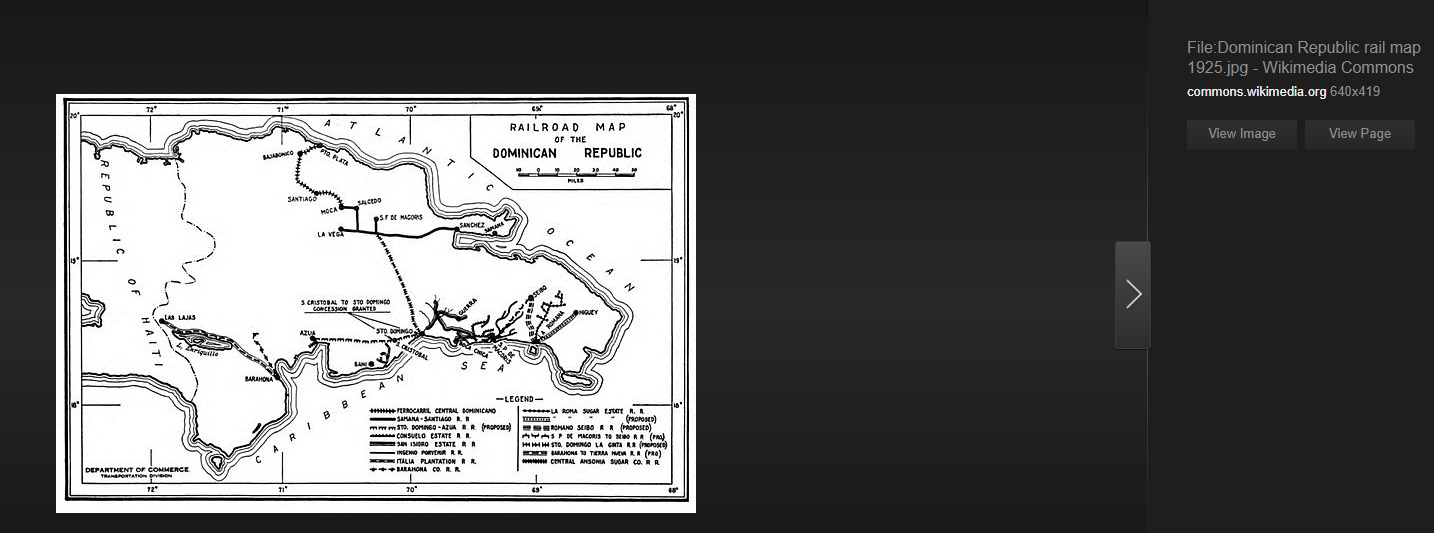 File:Dominican Republic rail map
1925.jpg - Wikimedia Commons
commons.wikimedia.org 640x419
View Image
View Page
72°
71°
70°
69°
68°
20°
20°
RAILROAD MAP
OF THE
DOMINICAN REPUBLIC
10 0 10 20 30 40 50
MILES
ATLANTIC
OCEAN
REPUBLIC OF HAITI
BAJABONICO
PTO. PLATA
SANTIAGO
MOCA
SALCEDO
S.F. DE MACORIS
LA VEGA
SANCHEZ
SAMANA
19°
19°
S. CRISTOBAL TO STO DOMINGO
CONCESSION GRANTED
GUERRA
SEIBO
LA ROMANA
HIGUEY
LAS LAJAS
L. Enriquillo
AZUA
STO. DOMINGO
S. CRISTOBAL
BOCA CHICA
S.P. DE
MACORIS
BANI
BARAHONA
CARIBBEAN SEA
18°
18°
—LEGEND—
FERROCARRIL CENTRAL DOMINICANO
SAMANA-SANTIAGO R. R
STO. DOMINGO-AZUA R. R. (PROPOSED)
CONSUELO ESTATE R. R.
SAN ISIDRO ESTATE R R
INGENIO PORVENIR R. R.
ITALIA PLANTATION R R.
BARAHONA CO. R. R.
LA ROMA SUGAR ESTATE R. R.
" " " (PROPOSED)
ROMANO SEIBO R R (PROPOSED)
S P DE MACORIS TO SEIBO R R (PRO)
STO. DOMINGO LA GINTA R.R (PROPOSED)
BARAHONA TO TIERRA NUEVA R.R (PRO)
CENTRAL ANSONIA SUGAR CO. R R.
DEPARTMENT OF COMMERCE
TRANSPORTATION DIVISION
72°
71°
70°
69°
68°